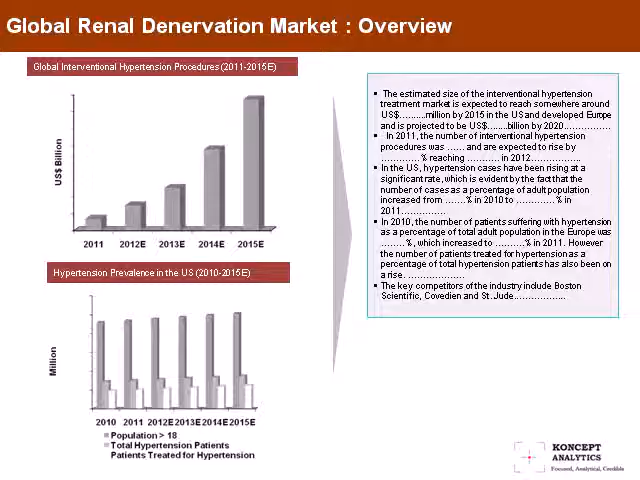 Global Renal Denervation Market : Overview
Global Interventional Hypertension Procedures (2011-2015E)
US$ Billion
2011 2012E 2013E 2014E 2015E
Hypertension Prevalence in the US (2010-2015E)
Million
2010 2011 2012E 2013E 2014E 2015E
Population > 18
Total Hypertension Patients
Patients Treated for Hypertension
• The estimated size of the interventional hypertension
treatment market is expected to reach somewhere around
US$……...million by 2015 in the US and developed Europe
and is projected to be US$…....billion by 2020……………
• In 2011, the number of interventional hypertension
procedures was …... and are expected to rise by
…………% reaching ……….. in 2012……………..
• In the US, hypertension cases have been rising at a
significant rate, which is evident by the fact that the
number of cases as a percentage of adult population
increased from …….% in 2010 to …………% in
2011……………
• In 2010, the number of patients suffering with hypertension
as a percentage of total adult population in the Europe was
……..%, which increased to ……….% in 2011. However
the number of patients treated for hypertension as a
percentage of total hypertension patients has also been on
a rise. ………………
• The key competitors of the industry include Boston
Scientific, Covedien and St. Jude……………..
KONCEPT
ANALYTICS
Focused, Analytical, Credible